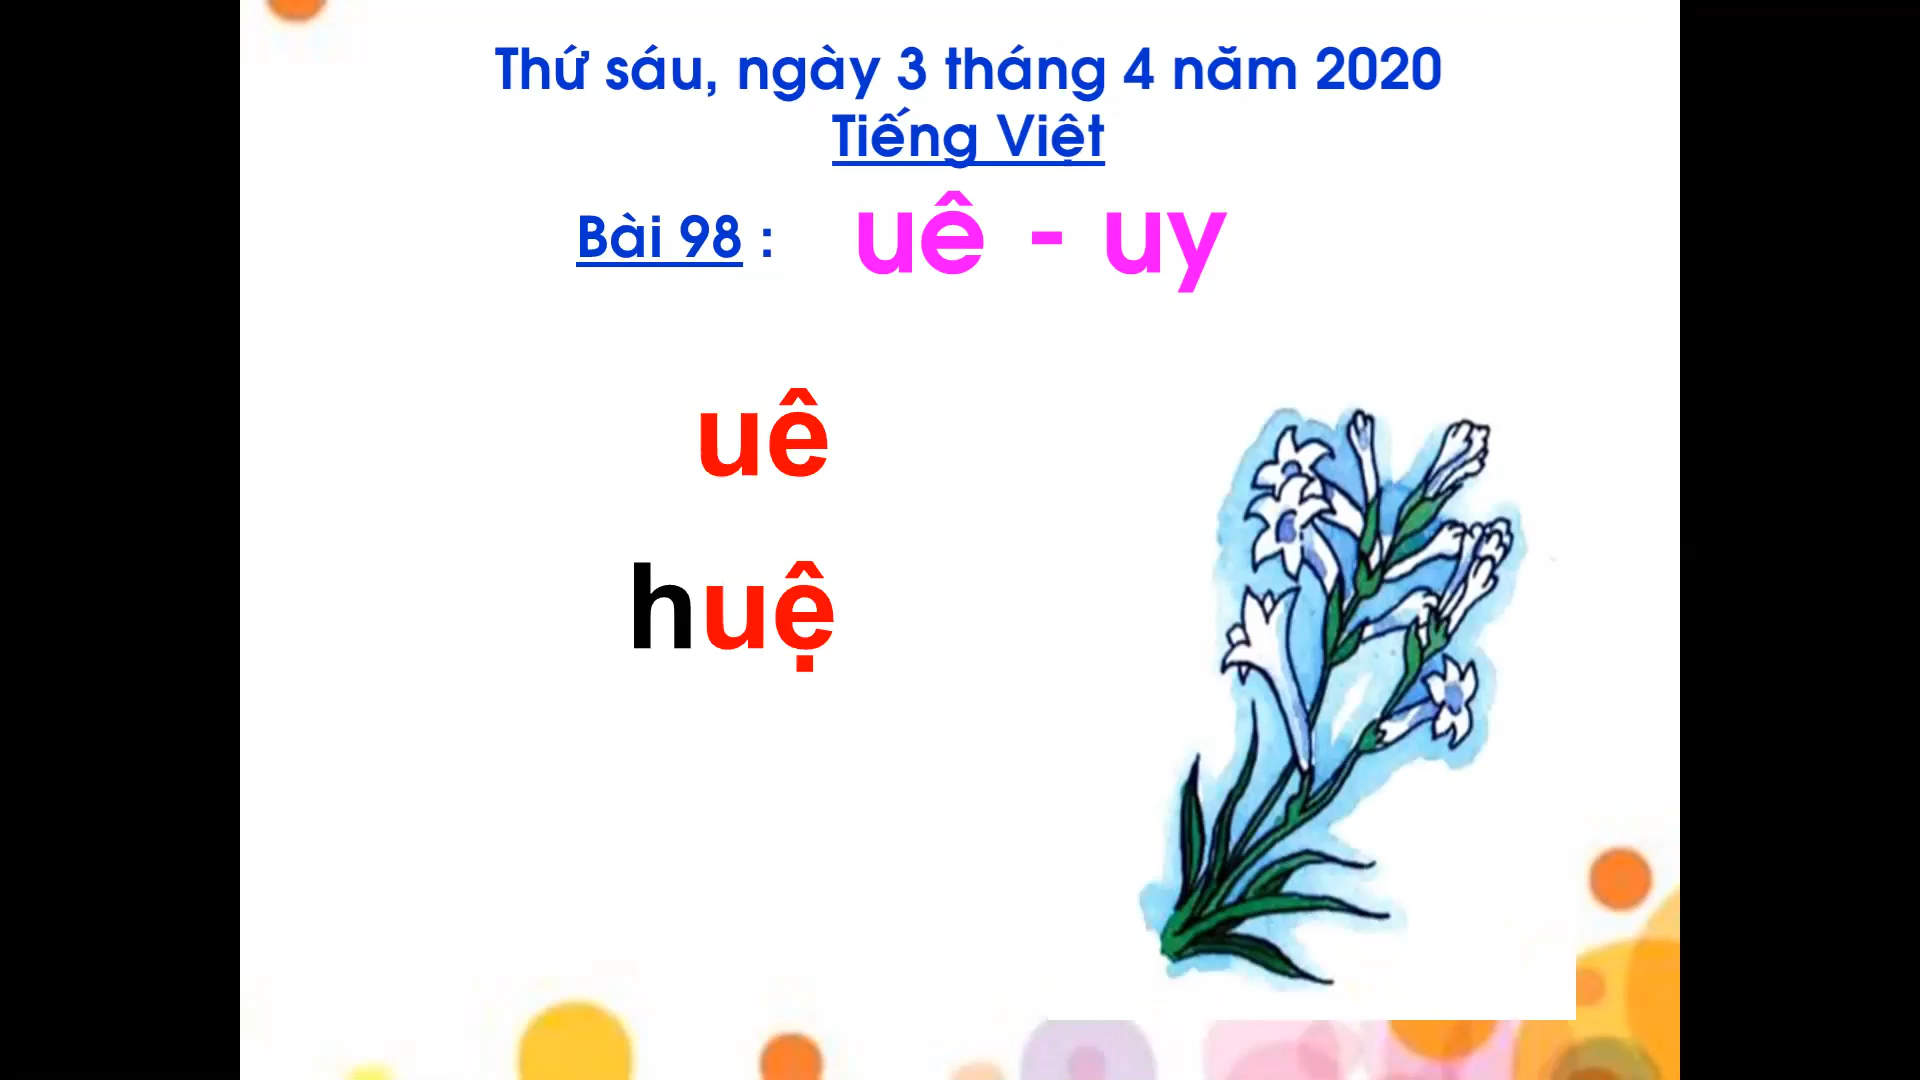 Thứ sáu, ngày 3 tháng 4 năm 2020
Tiếng Việt
Bài 98 : uê - uy
uê
huệ